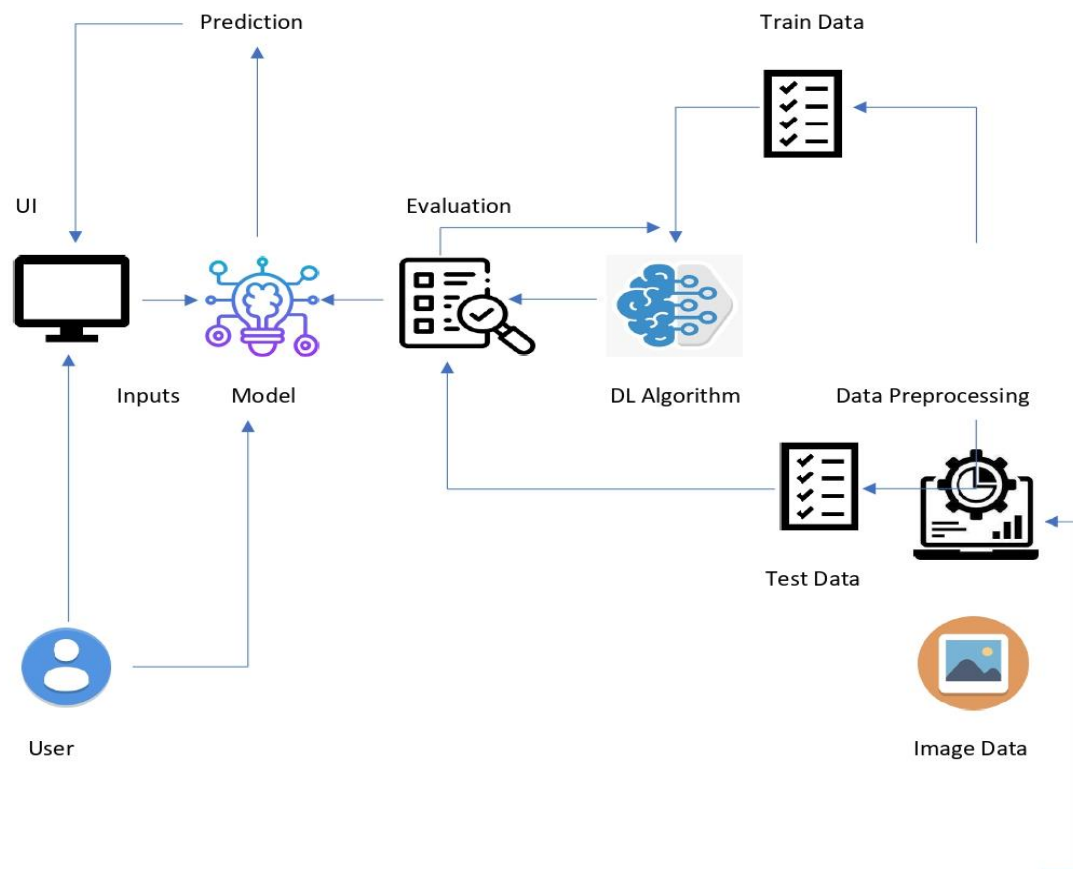 Prediction
Train Data
UI
Evaluation
Inputs
Model
DL Algorithm
Data Preprocessing
Test Data
User
Image Data